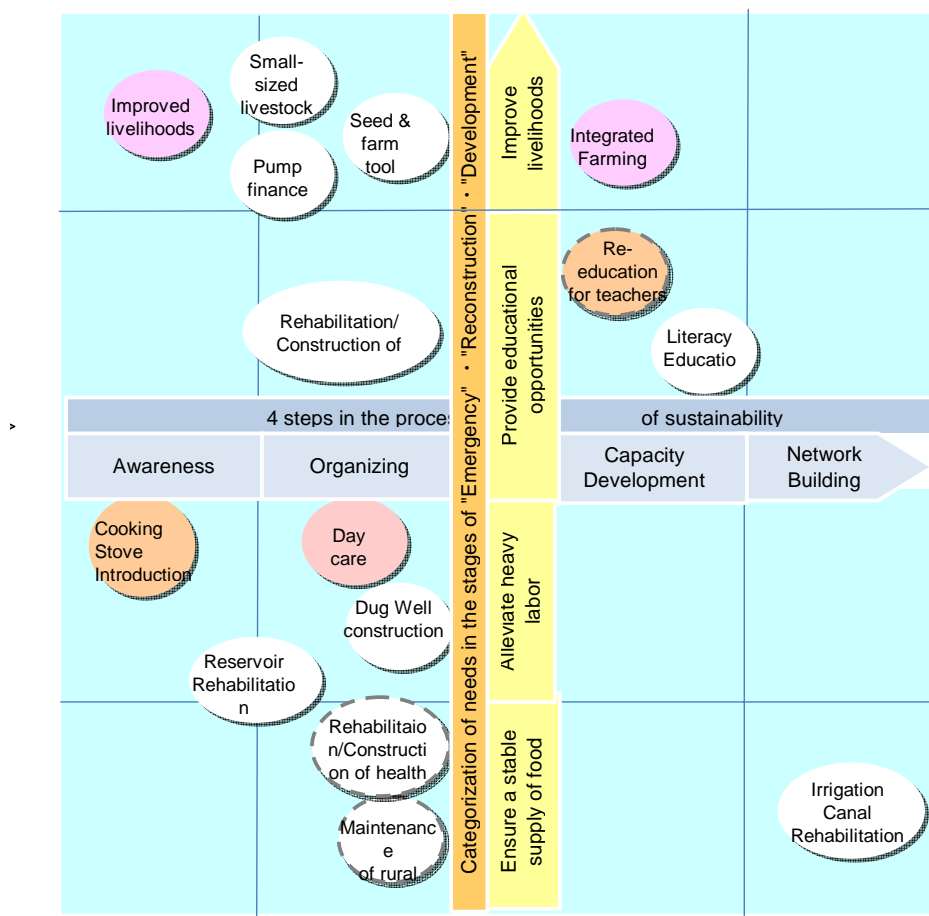 Small-
sized
livestock
Improved
livelihoods
Seed &
farm
tool
Pump
finance
Improve
livelihoods
Integrated
Farming
Re-
education
for teachers
Rehabilitation/
Construction of
Literacy
Educatio
Provide educational
opportunities
Categorization of needs in the stages of "Emergency" ・ "Reconstruction" ・ "Development"
4 steps in the proce
of sustainability
Awareness
Organizing
Capacity
Development
Network
Building
Cooking
Stove
Introduction
Day
care
Dug Well
construction
Alleviate heavy
labor
Reservoir
Rehabilitatio
n
Rehabilitaio
n/Constructi
on of health
Maintenanc
e
of rural
Ensure a stable
supply of food
Irrigation
Canal
Rehabilitation